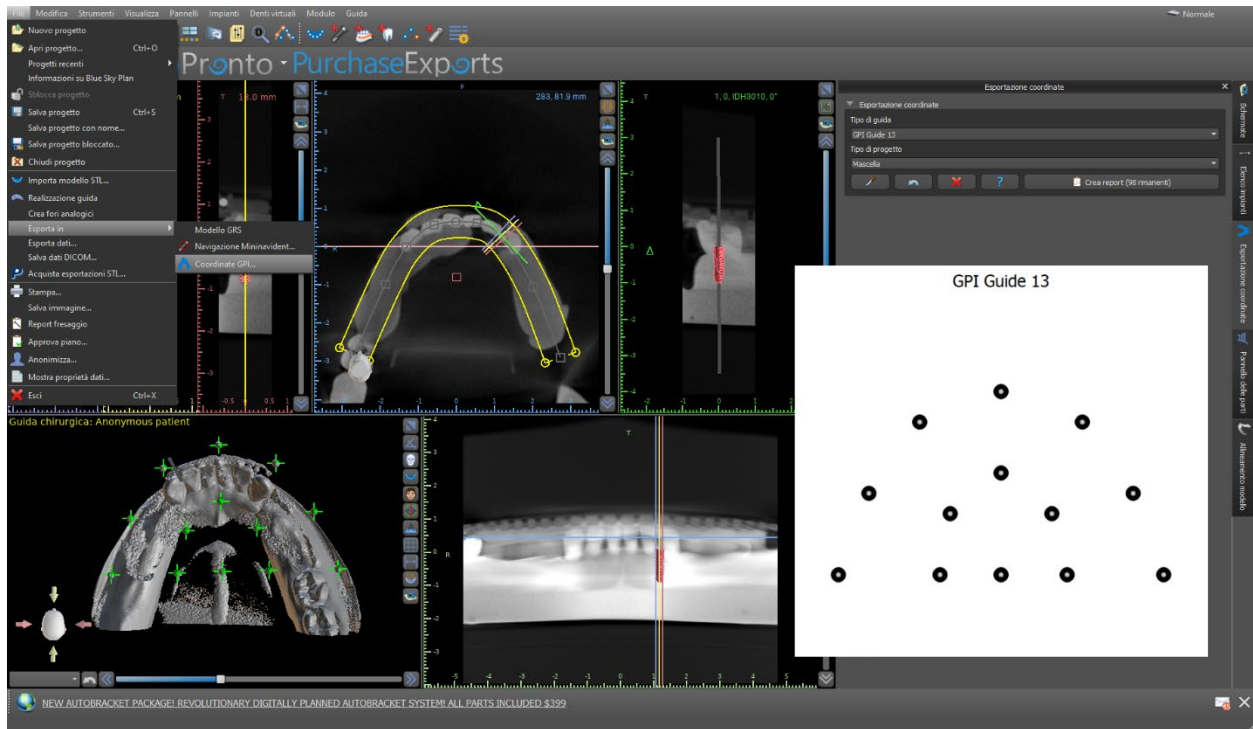 File Modifica Strumenti Visualizza Pannelli Impianti Denti virtuali Modulo Guida
Normale
Nuovo progetto
Apri progetto... Ctrl+O
Progetti recenti
Informazioni su Blue Sky Plan
Sblocca progetto
Salva progetto Ctrl+S
Salva progetto con nome...
Salva progetto bloccato...
Chiudi progetto
Importa modello STL...
Realizzazione guida
Crea fori analogici
Esporta in
Esporta dati...
Salva dati DICOM...
Acquista esportazioni STL...
Stampa...
Salva immagine...
Report fresaggio
Approva piano...
Anonimizza...
Mostra proprietà dati...
Esci Ctrl+X
Modello GRS
Navigazione Mininavident...
Coordinate GPI...
Pronto PurchaseExports
283, 81.9 mm
1, 0, IDH3010, 0°
Esportazione coordinate
Esportazione coordinate
Tipo di guida
GPI Guide 13
Tipo di progetto
Mascella
Crea report (98 rimanenti)
Schermate
Elenco impianti
Esportazione coordinate
Pannello delle parti
Allineamento modello
GPI Guide 13
Guida chirurgica: Anonymous patient
NEW AUTOBRACKET PACKAGE! REVOLUTIONARY DIGITALLY PLANNED AUTOBRACKET SYSTEM! ALL PARTS INCLUDED $399